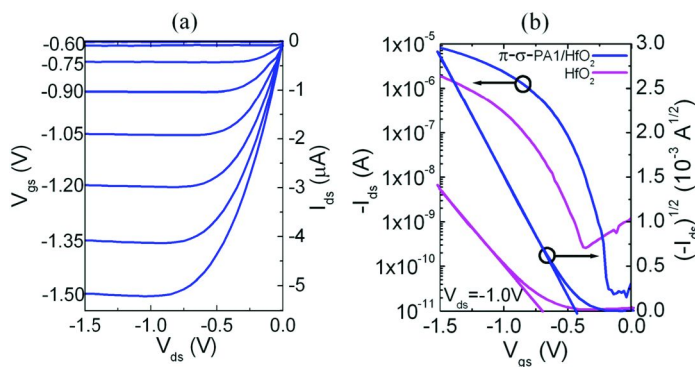 (a)
-0.60
-0.75
-0.90
-1.05
-1.20
-1.35
-1.50
V_gs (V)
0
-1
-2
-3
-4
-5
I_ds (μA)
-1.5
-1.0
-0.5
0.0
V_ds (V)
(b)
1x10^-5
1x10^-6
1x10^-7
1x10^-8
1x10^-9
1x10^-10
10^-11
-I_ds (A)
π-σ-PA1/HfO₂
HfO₂
V_ds=-1.0V
3.0
2.5
2.0
1.5
1.0
0.5
0.0
(-I_ds)^1/2 (10^-3 A^1/2)
-1.5
-1.0
-0.5
0.0
V_gs (V)